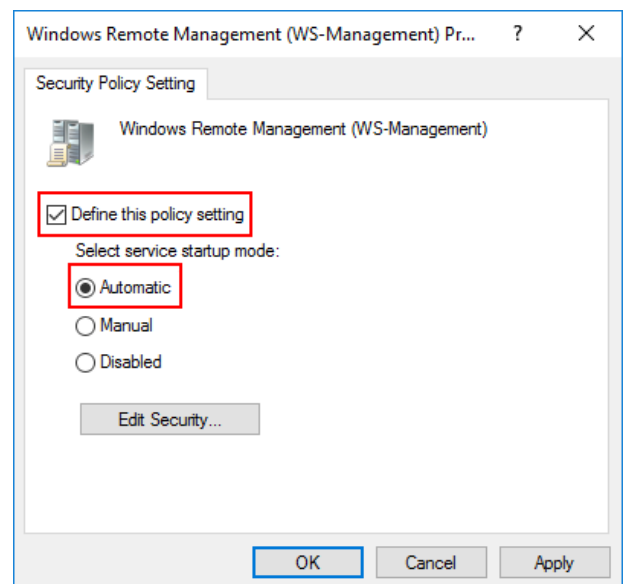 Windows Remote Management (WS-Management) Pr... ?
Security Policy Setting
Windows Remote Management (WS-Management)
Define this policy setting
Select service startup mode:
Automatic
Manual
Disabled
Edit Security...
OK Cancel Apply